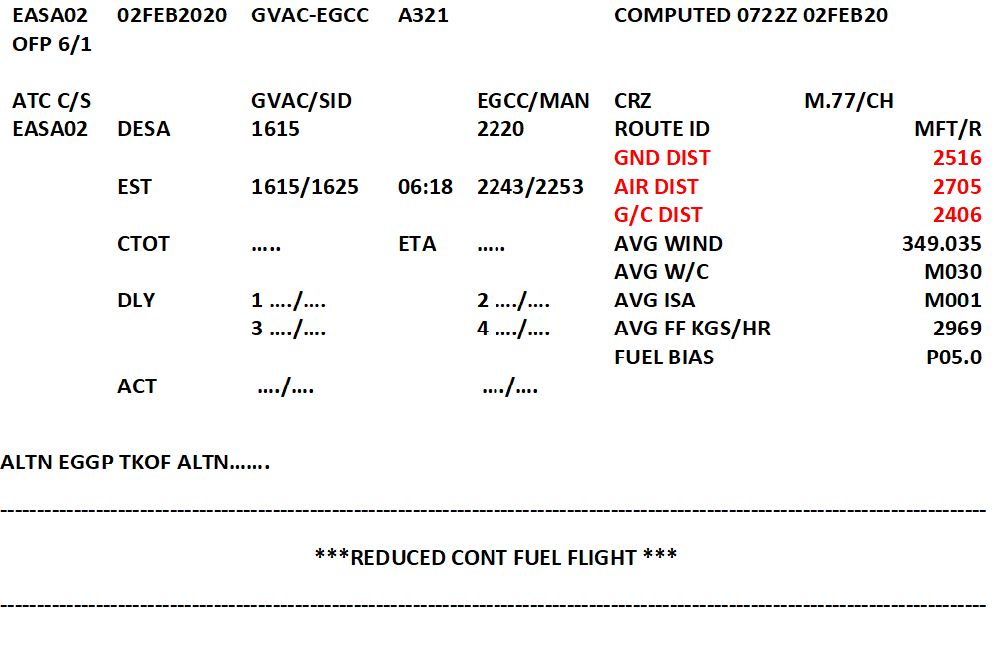 EASA02 02FEB2020 GVAC-EGCC A321 COMPUTED 0722Z 02FEB20
OFP 6/1
ATC C/S GVAC/SID EGCC/MAN CRZ M.77/CH
EASA02 DESA 1615 2220 ROUTE ID MFT/R
GND DIST 2516
EST 1615/1625 06:18 2243/2253 AIR DIST 2705
G/C DIST 2406
CTOT ….. ETA ….. AVG WIND 349.035
AVG W/C M030
DLY 1 …./…. 2 …./…. AVG ISA M001
3 …./…. 4 …./…. AVG FF KGS/HR 2969
FUEL BIAS P05.0
ACT …./…. …./….
ALTN EGGP TKOF ALTN…….
***REDUCED CONT FUEL FLIGHT ***